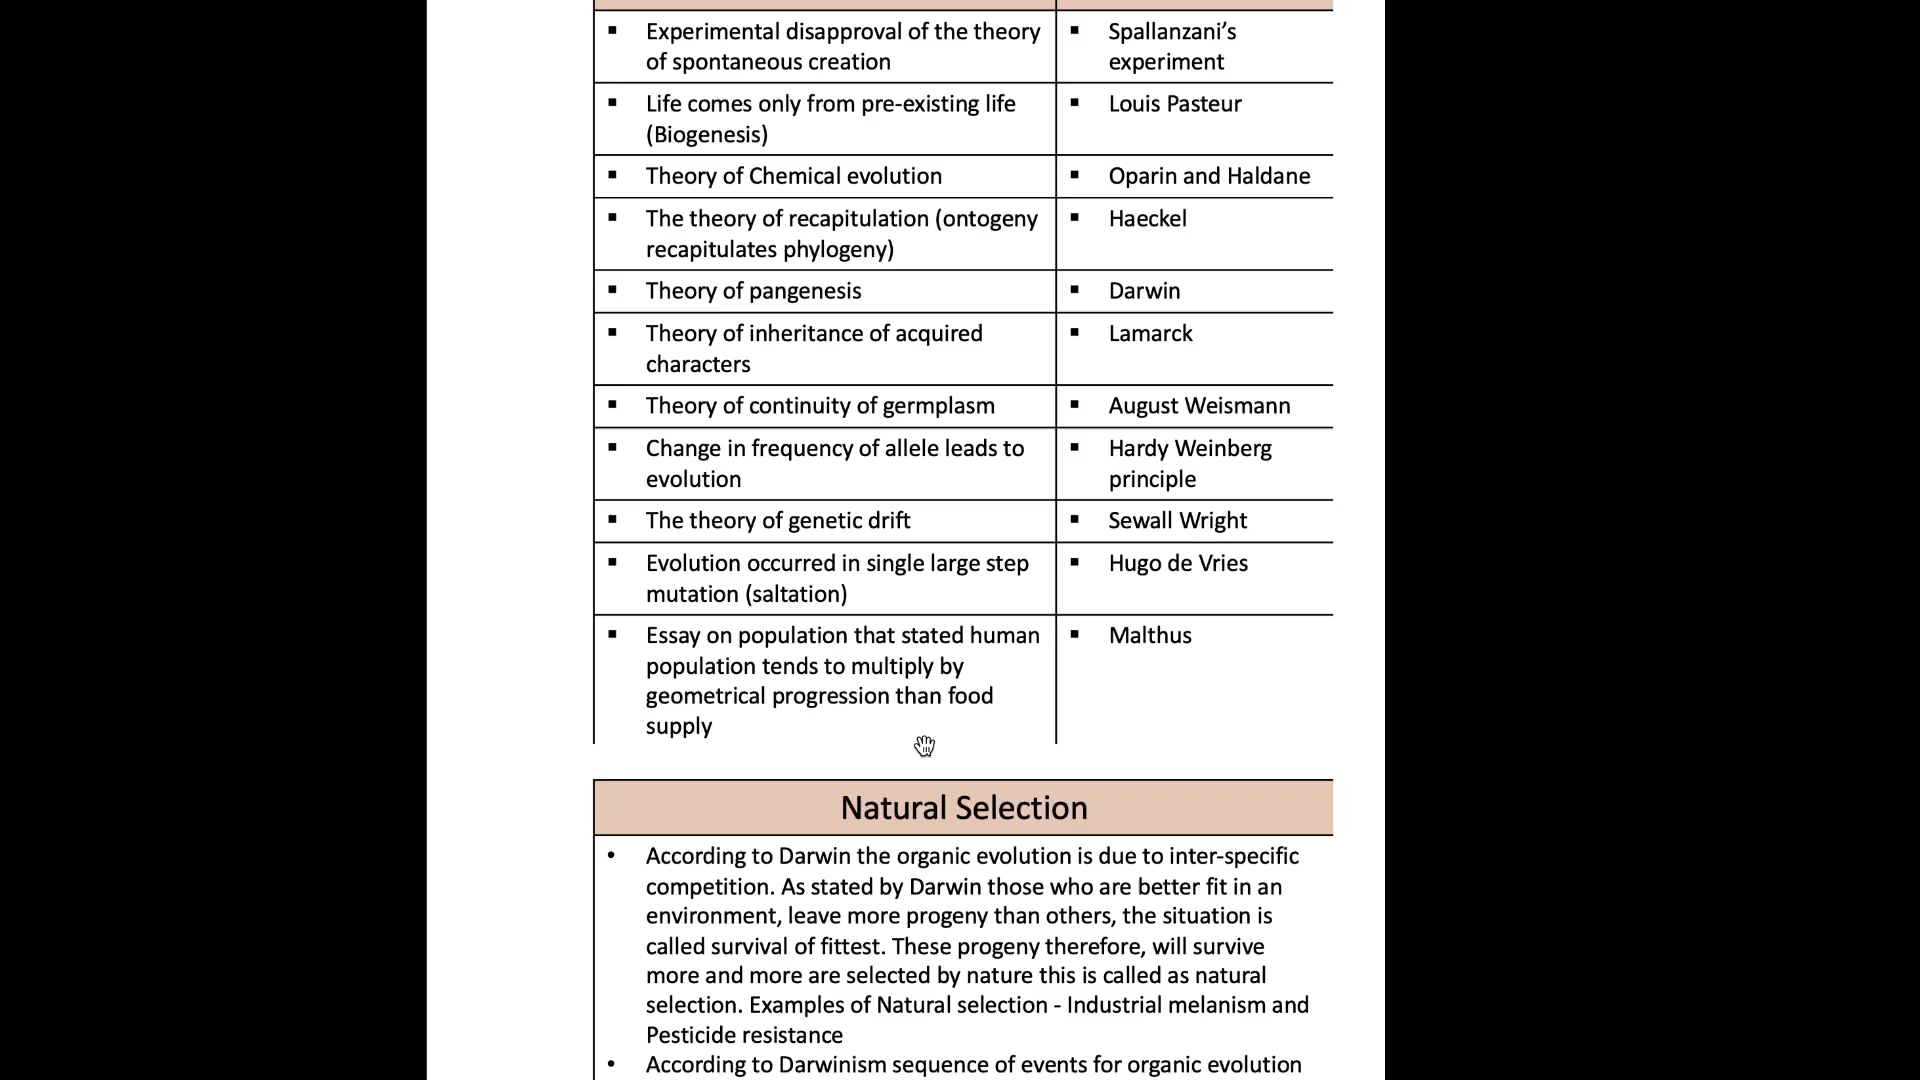 ▪ Experimental disapproval of the theory
of spontaneous creation
▪ Spallanzani’s
experiment
▪ Life comes only from pre-existing life
(Biogenesis)
▪ Louis Pasteur
▪ Theory of Chemical evolution
▪ Oparin and Haldane
▪ The theory of recapitulation (ontogeny
recapitulates phylogeny)
▪ Haeckel
▪ Theory of pangenesis
▪ Darwin
▪ Theory of inheritance of acquired
characters
▪ Lamarck
▪ Theory of continuity of germplasm
▪ August Weismann
▪ Change in frequency of allele leads to
evolution
▪ Hardy Weinberg
principle
▪ The theory of genetic drift
▪ Sewall Wright
▪ Evolution occurred in single large step
mutation (saltation)
▪ Hugo de Vries
▪ Essay on population that stated human
population tends to multiply by
geometrical progression than food
supply
▪ Malthus
Natural Selection
• According to Darwin the organic evolution is due to inter-specific
competition. As stated by Darwin those who are better fit in an
environment, leave more progeny than others, the situation is
called survival of fittest. These progeny therefore, will survive
more and more are selected by nature this is called as natural
selection. Examples of Natural selection - Industrial melanism and
Pesticide resistance
• According to Darwinism sequence of events for organic evolution